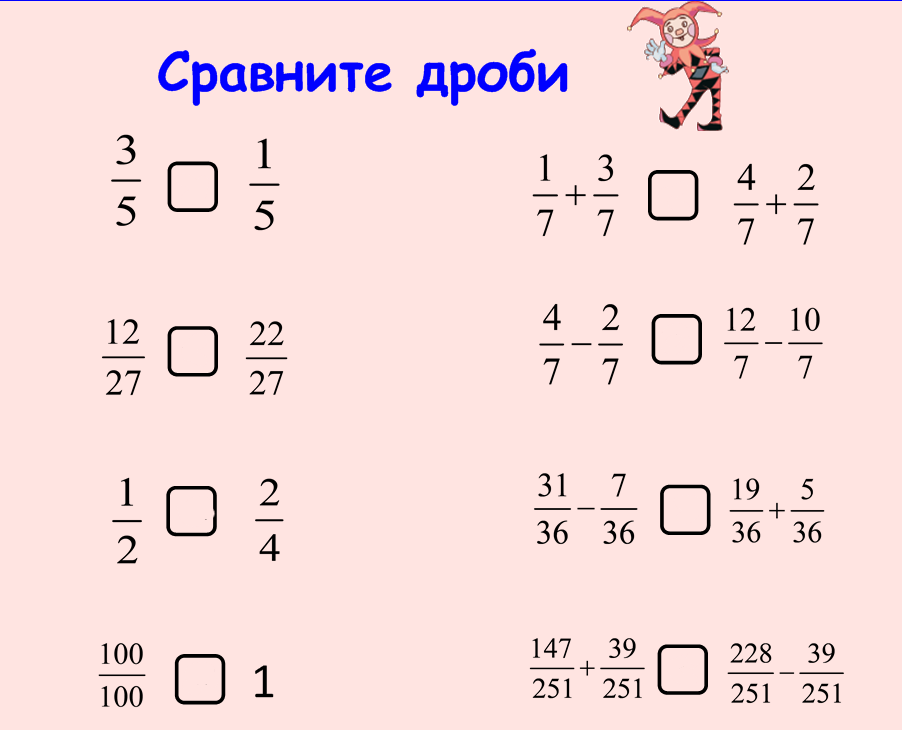 Сравните дроби
3/5 □ 1/5
1/7 + 3/7 □ 4/7 + 2/7
12/27 □ 22/27
4/7 − 2/7 □ 12/7 − 10/7
1/2 □ 2/4
31/36 − 7/36 □ 19/36 + 5/36
100/100 □ 1
147/251 + 39/251 □ 228/251 − 39/251